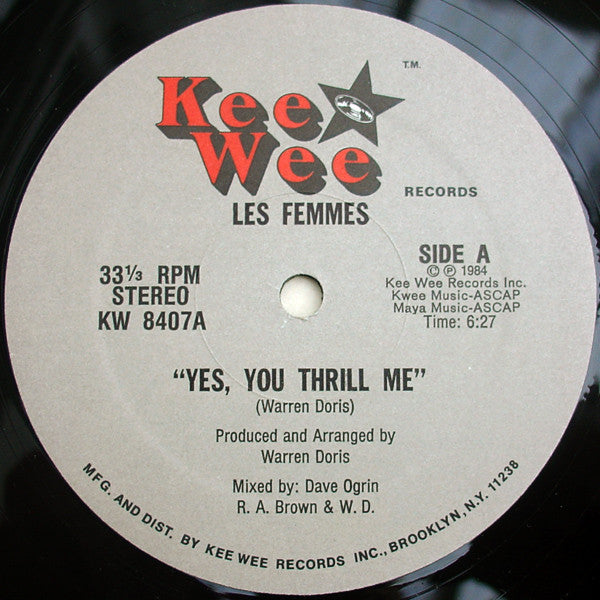 Kee
Wee
T.M.
RECORDS
LES FEMMES
33⅓ RPM
STEREO
KW 8407A
SIDE A
© ℗ 1984
Kee Wee Records Inc.
Kwee Music-ASCAP
Maya Music-ASCAP
Time: 6:27
“YES, YOU THRILL ME”
(Warren Doris)
Produced and Arranged by
Warren Doris
Mixed by: Dave Ogrin
R. A. Brown & W. D.
MFG. AND DIST. BY KEE WEE RECORDS INC., BROOKLYN, N.Y. 11238